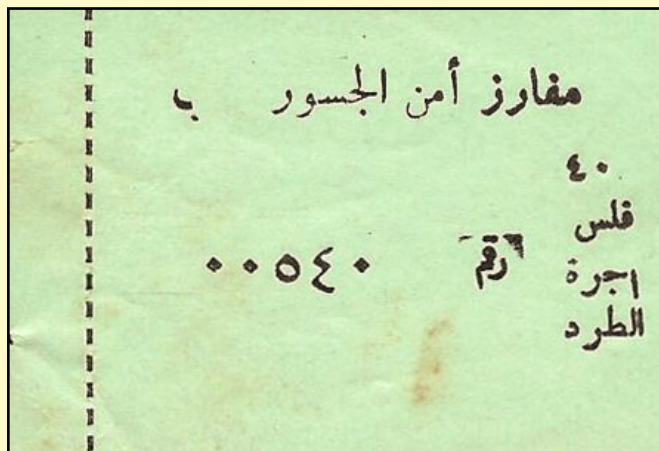 مفارز أمن الجسور ب
٤٠
فلس
رقم ٠٠٥٤٠
اجرة
الطرد